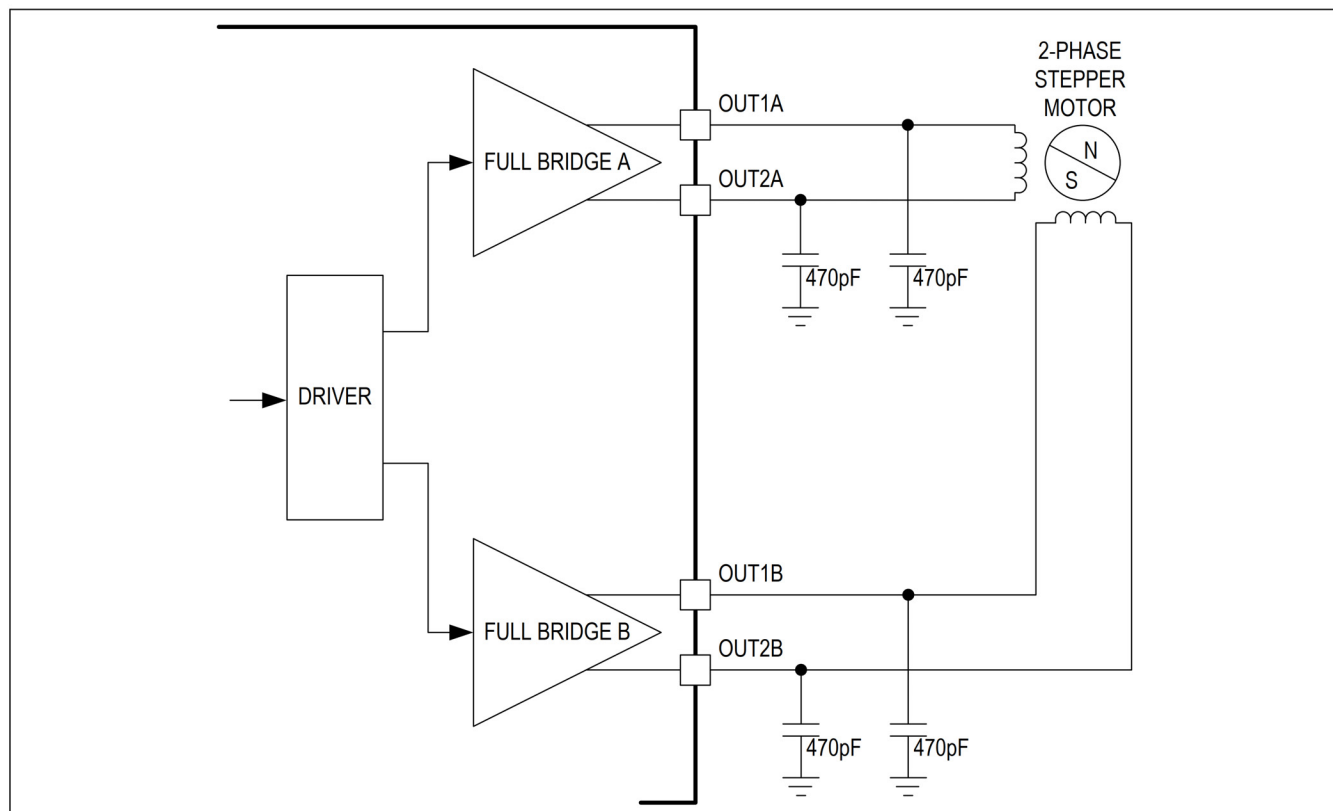 2-PHASE
STEPPER
MOTOR
OUT1A
N
FULL BRIDGE A
S
OUT2A
470pF
470pF
DRIVER
OUT1B
FULL BRIDGE B
OUT2B
470pF
470pF